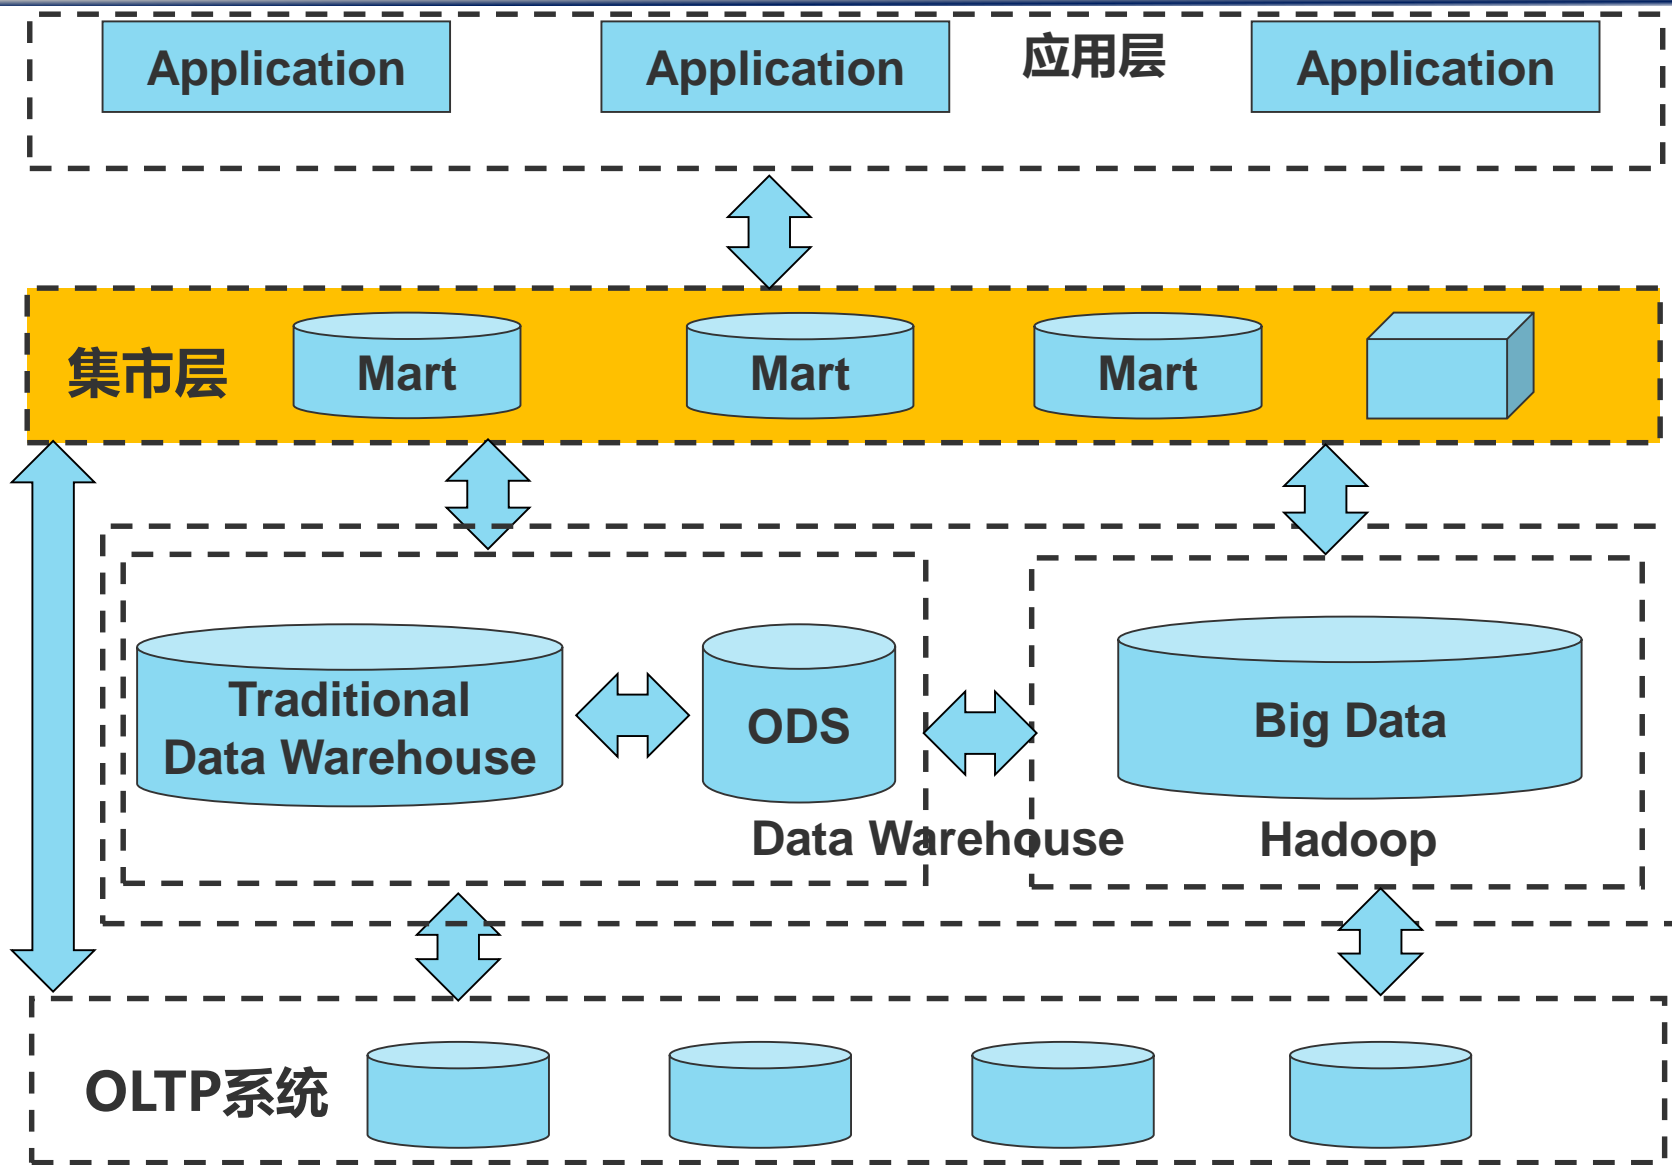 Application
Application
应用层
Application
集市层
Mart
Mart
Mart
Traditional
Data Warehouse
ODS
Big Data
Data Warehouse
Hadoop
OLTP系统